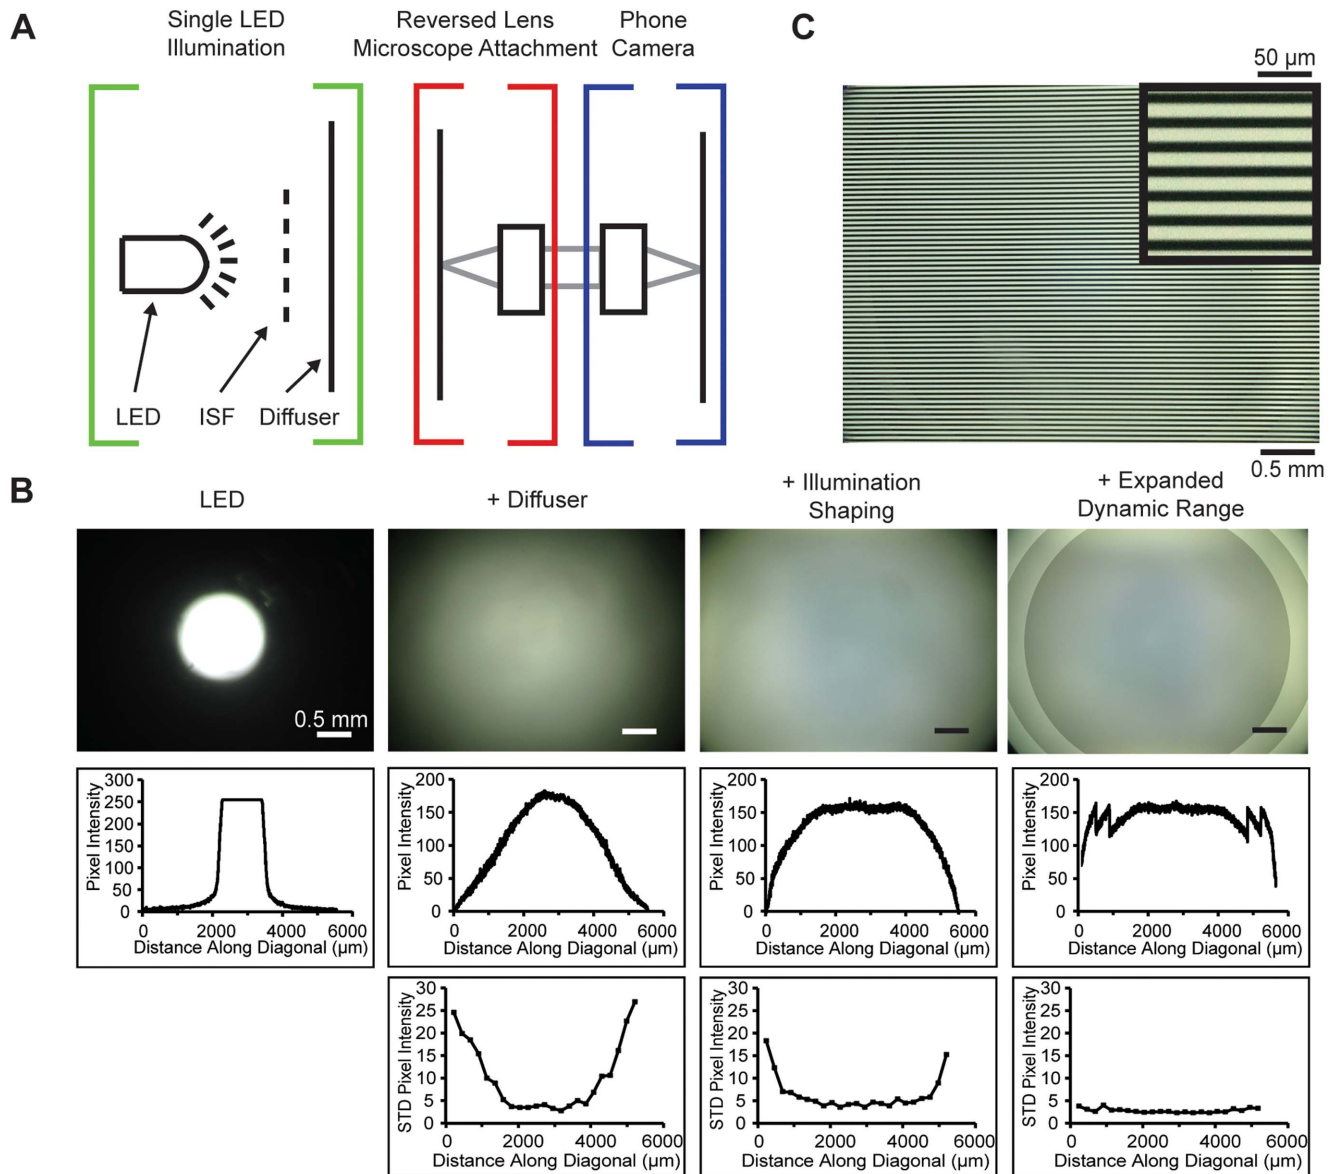 A
Single LED
Illumination
Reversed Lens
Microscope Attachment
Phone
Camera
LED
ISF
Diffuser
C
50 µm
0.5 mm
B
LED
+ Diffuser
+ Illumination
Shaping
+ Expanded
Dynamic Range
0.5 mm
Pixel Intensity
300
250
200
150
100
50
0
0
2000
4000
6000
Distance Along Diagonal (µm)
Pixel Intensity
200
150
100
50
0
0
2000
4000
6000
Distance Along Diagonal (µm)
Pixel Intensity
200
150
100
50
0
0
2000
4000
6000
Distance Along Diagonal (µm)
Pixel Intensity
200
150
100
50
0
0
2000
4000
6000
Distance Along Diagonal (µm)
STD Pixel Intensity
30
25
20
15
10
5
0
0
2000
4000
6000
Distance Along Diagonal (µm)
STD Pixel Intensity
30
25
20
15
10
5
0
0
2000
4000
6000
Distance Along Diagonal (µm)
STD Pixel Intensity
30
25
20
15
10
5
0
0
2000
4000
6000
Distance Along Diagonal (µm)